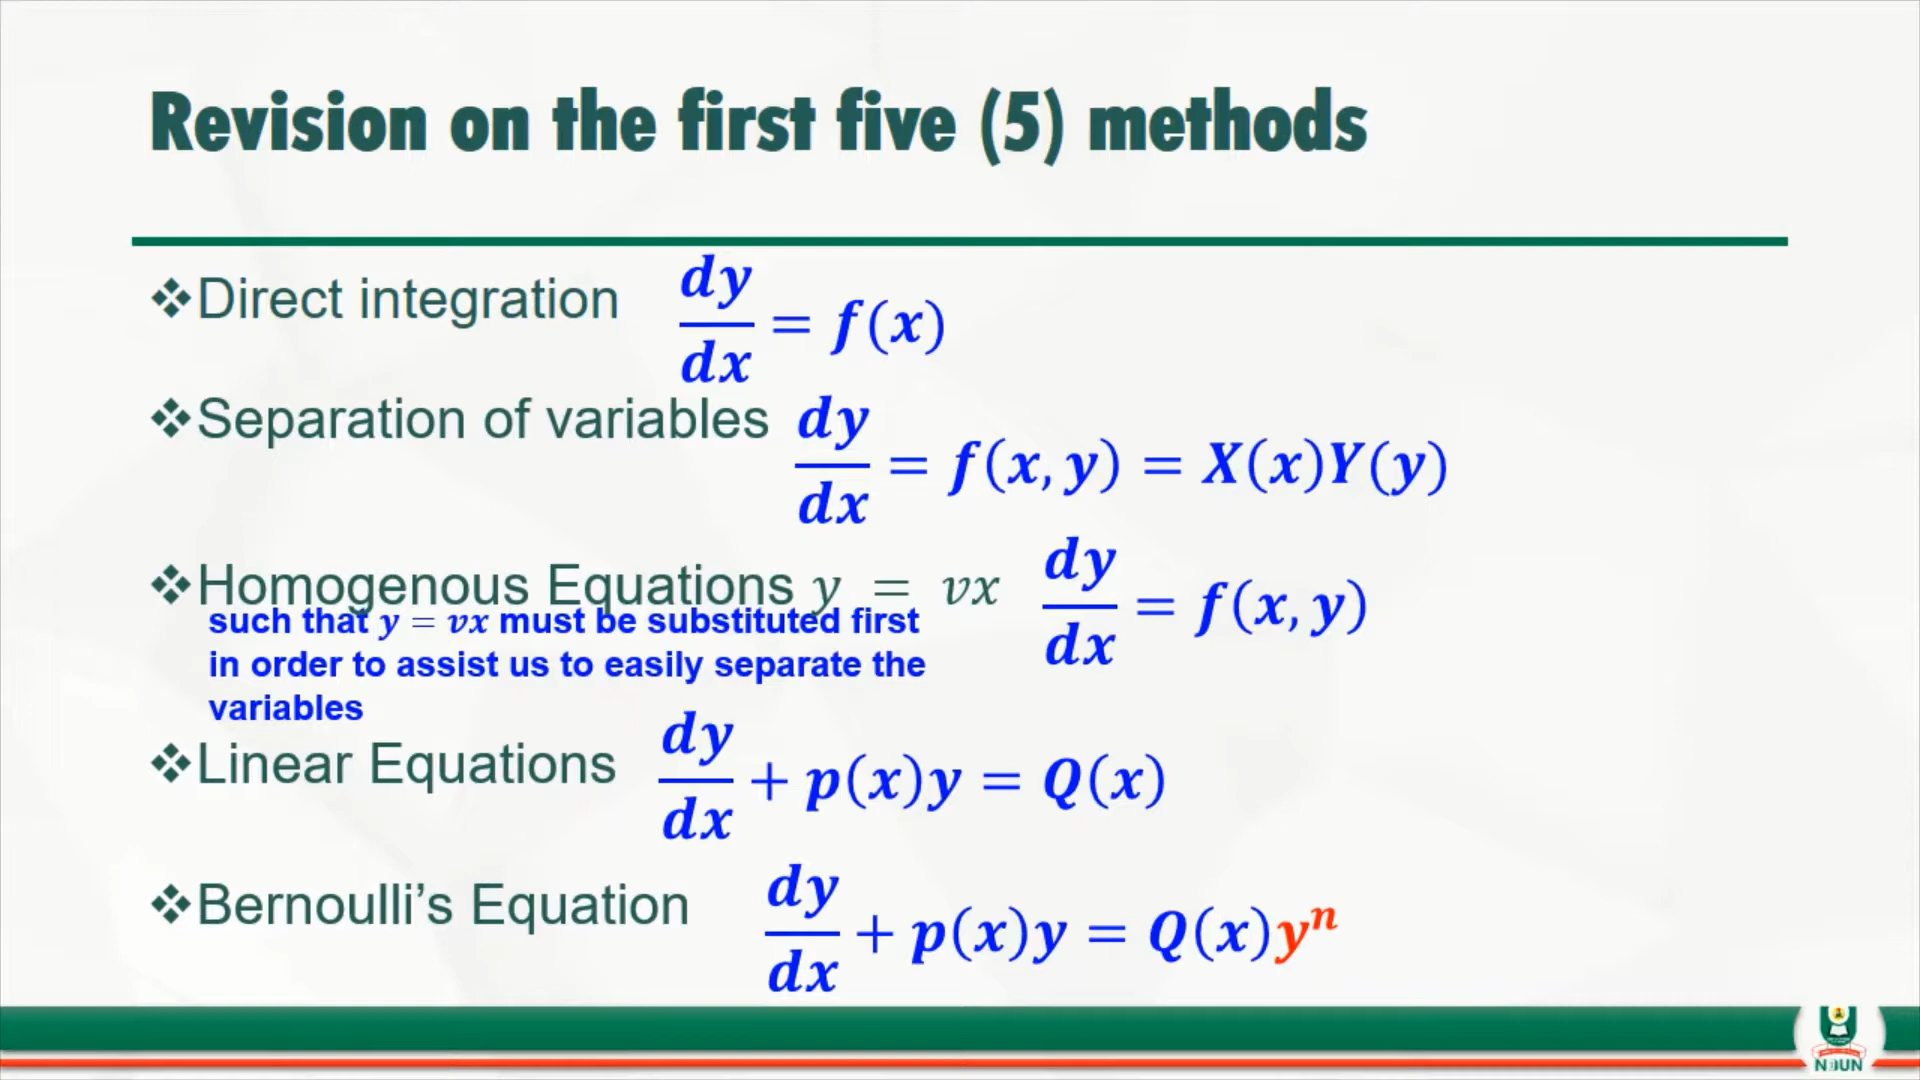 Revision on the first five (5) methods
❖Direct integration dy/dx = f(x)
❖Separation of variables dy/dx = f(x, y) = X(x)Y(y)
❖Homogenous Equations y = vx dy/dx = f(x, y)
such that y = vx must be substituted first
in order to assist us to easily separate the
variables
❖Linear Equations dy/dx + p(x)y = Q(x)
❖Bernoulli’s Equation dy/dx + p(x)y = Q(x)yⁿ
NOUN